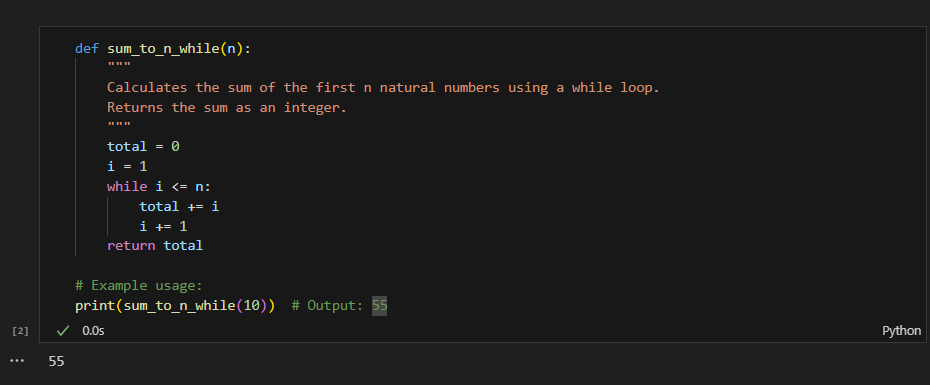 def sum_to_n_while(n):
    """
    Calculates the sum of the first n natural numbers using a while loop.
    Returns the sum as an integer.
    """
    total = 0
    i = 1
    while i <= n:
        total += i
        i += 1
    return total

# Example usage:
print(sum_to_n_while(10))  # Output: 55
[2] ✓ 0.0s Python
... 55